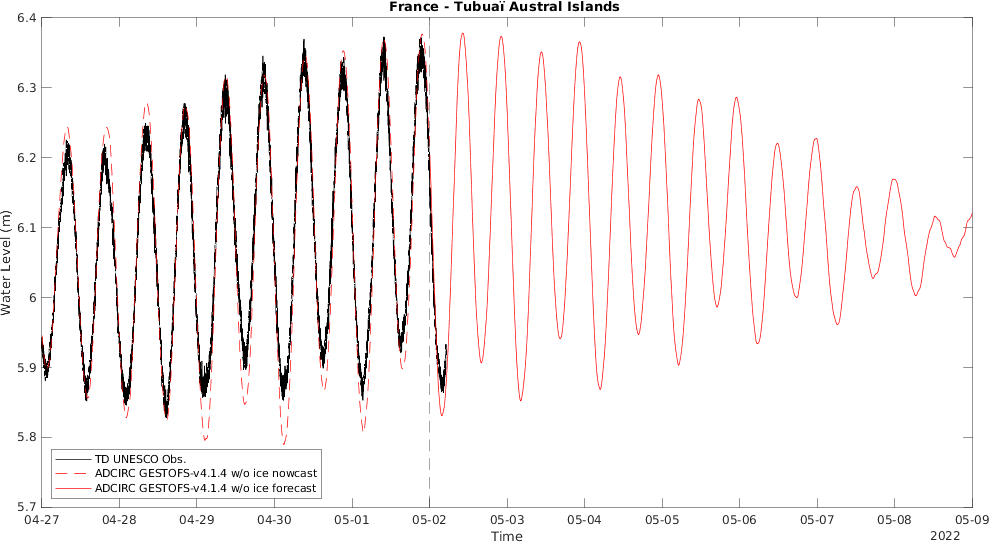 France - Tubuaï Austral Islands
6.4
6.3
6.2
6.1
6
5.9
5.8
5.7
Water Level (m)
TD UNESCO Obs.
ADCIRC GESTOFS-v4.1.4 w/o ice nowcast
ADCIRC GESTOFS-v4.1.4 w/o ice forecast
04-27 04-28 04-29 04-30 05-01 05-02 05-03 05-04 05-05 05-06 05-07 05-08 05-09
Time
2022